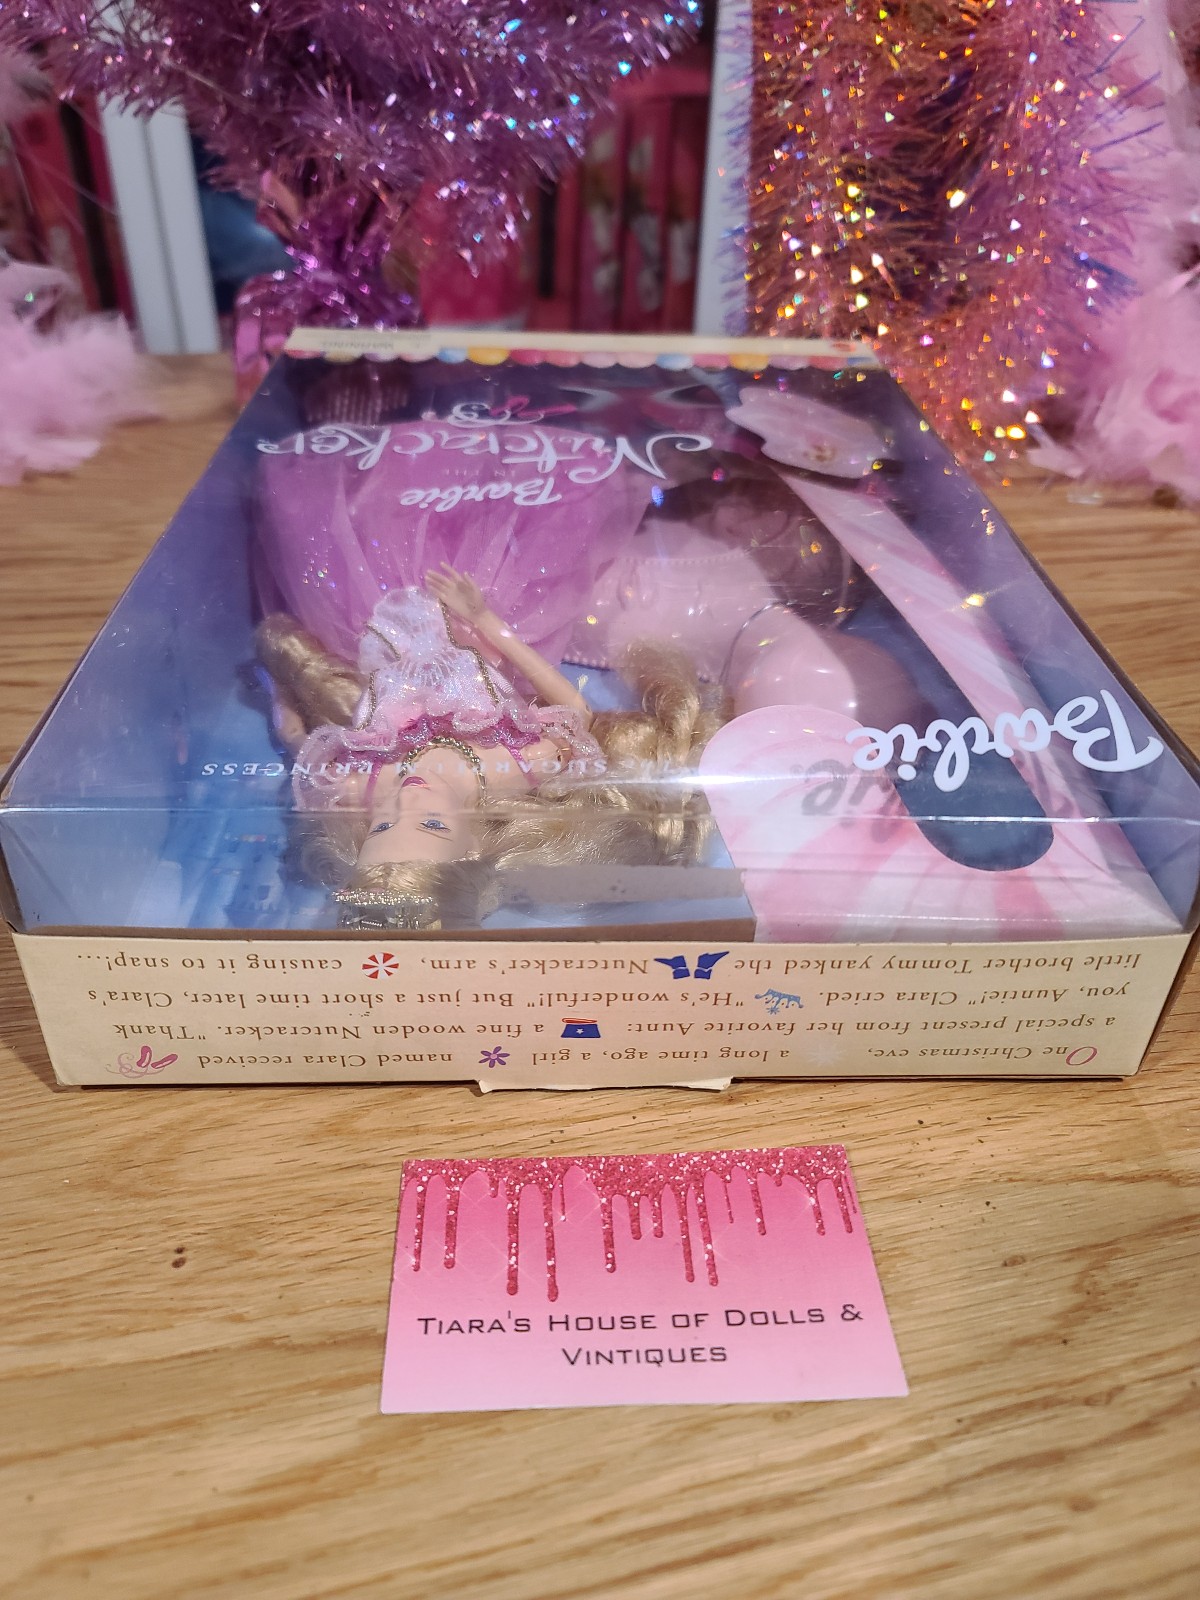 Barbie
THE SUGARPLUM PRINCESS
Barbie
IN THE
Nutcracker
One Christmas eve, a long time ago, a girl named Clara received
a special present from her favorite Aunt: a fine wooden Nutcracker. "Thank
you, Auntie!" Clara cried. "He's wonderful!" But just a short time later, Clara's
little brother Tommy yanked the Nutcracker's arm, causing it to snap!...
TIARA'S HOUSE OF DOLLS &
VINTIQUES